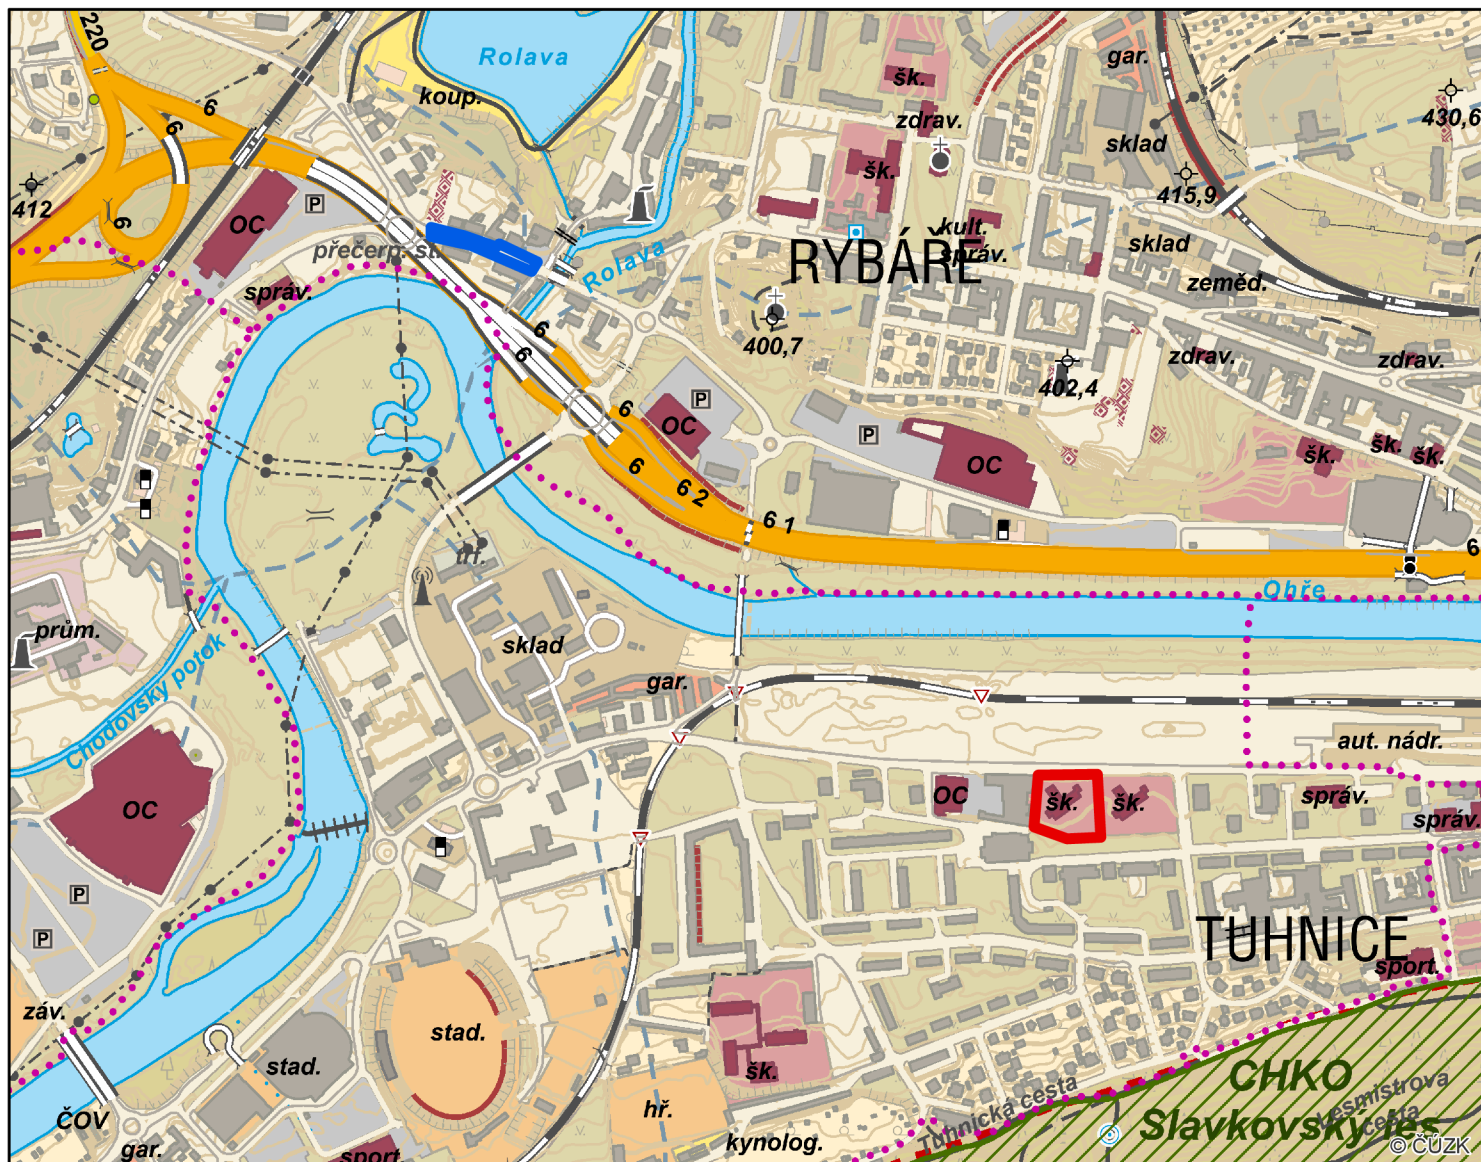 220
Rolava
koup.
šk.
gar.
zdrav.
430,6
6
6
6
412
OC
P
šk.
sklad
415,9
přečerp. st.
Rolava
RYBÁŘE
kult.
správ.
sklad
zeměd.
správ.
6
6
400,7
402,4
zdrav.
zdrav.
P
6
OC
P
OC
šk.
šk.
šk.
6
6 2
6 1
6
trf.
Ohře
prům.
sklad
Chodovský potok
gar.
aut. nádr.
OC
OC
šk.
šk.
správ.
správ.
P
TUHNICE
sport.
záv.
stad.
stad.
šk.
CHKO
Slavkovský les
Tuhnická cesta
Lesmistrova
cesta
ČOV
hř.
kynolog.
gar.
sport.
© ČÚZK